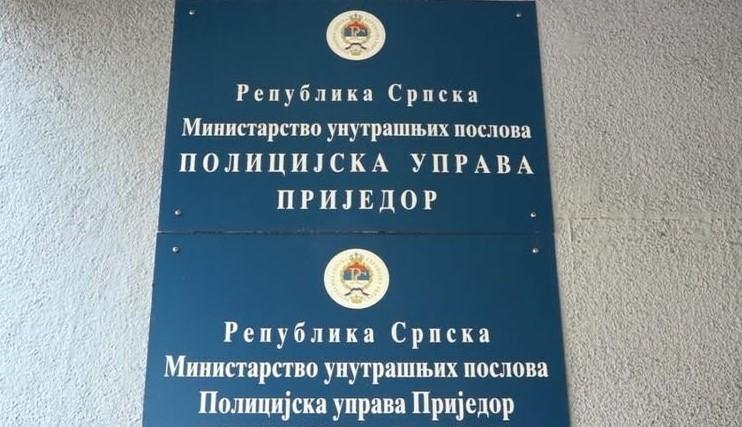 Република Српска
Министарство унутрашњих послова
ПОЛИЦИЈСКА УПРАВА
ПРИЈЕДОР
Република Српска
Министарство унутрашњих послова
Полицијска управа Приједор